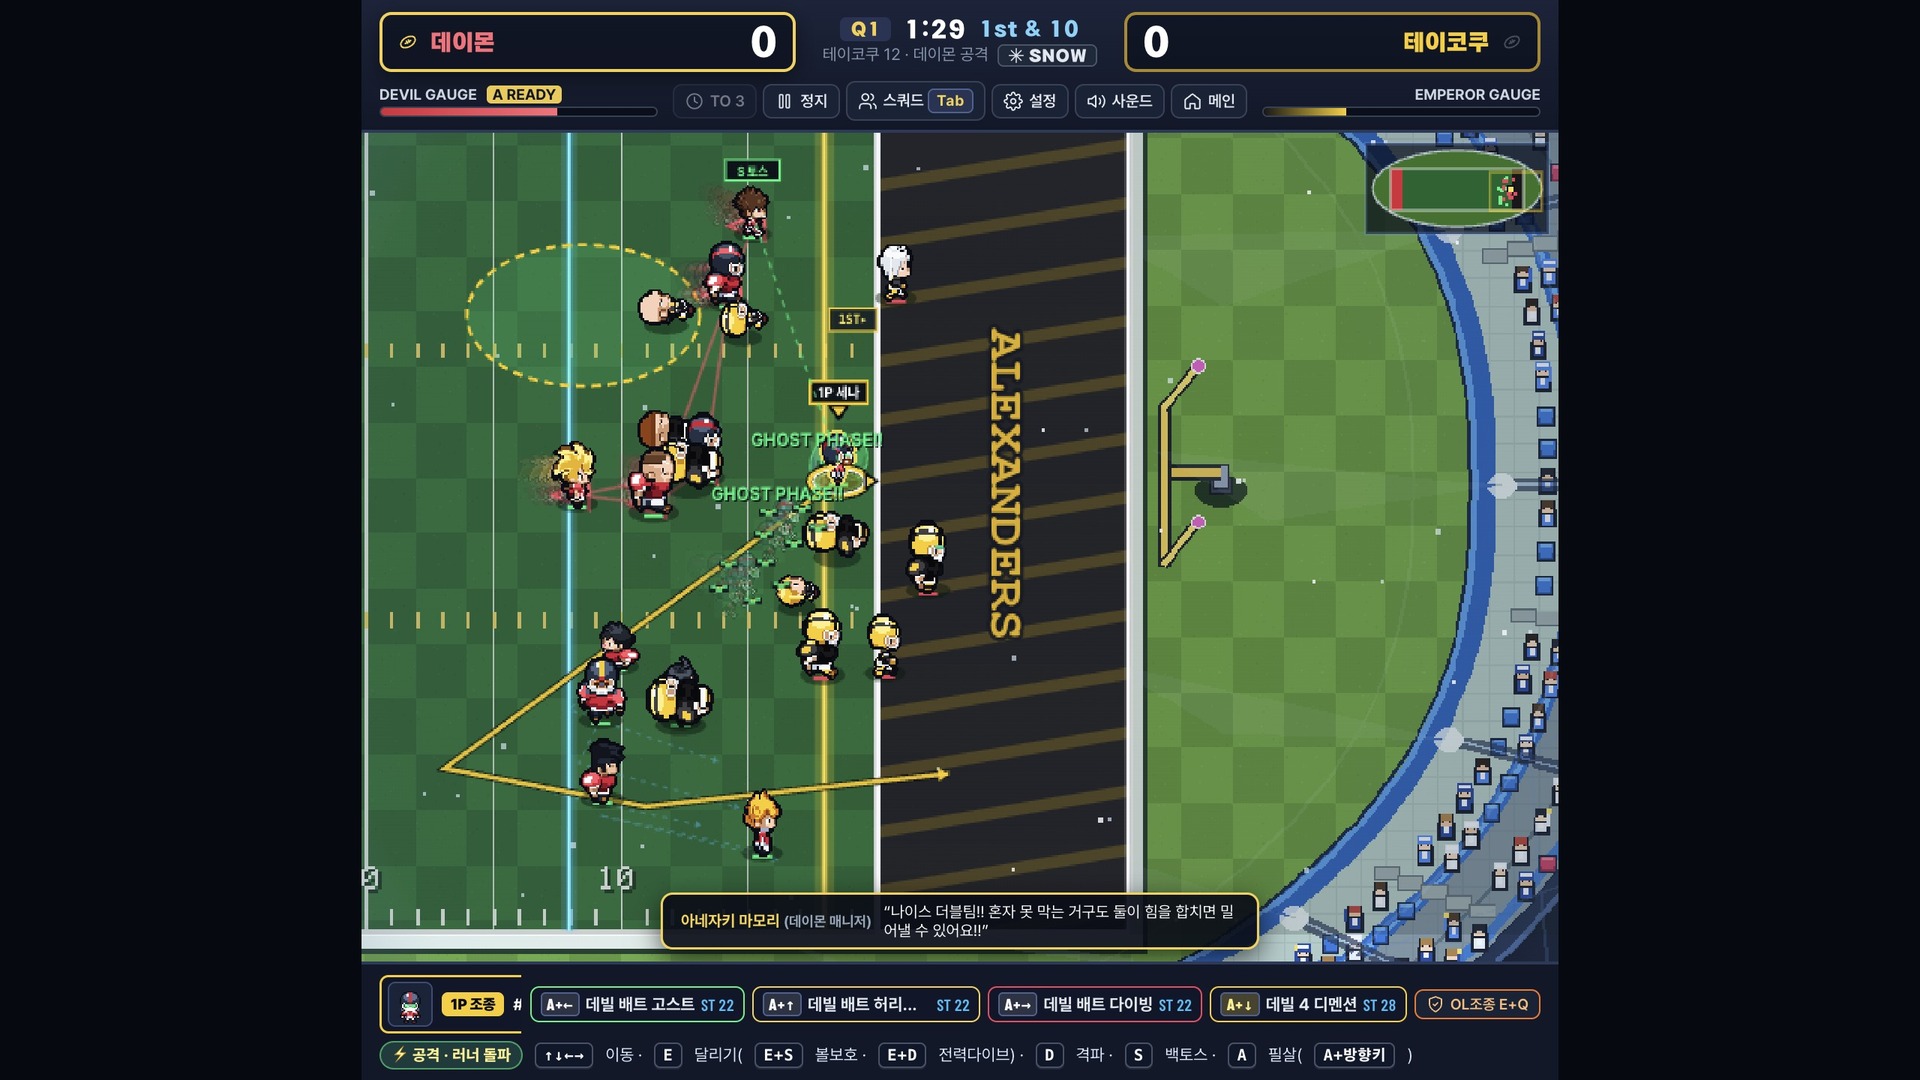 데이몬 0
Q1 1:29 1st & 10
테이코쿠 12 · 데이몬 공격 SNOW
0 테이코쿠
DEVIL GAUGE A READY
TO 3
정지
스쿼드 Tab
설정
사운드
메인
EMPEROR GAUGE
S 토스
1ST
1P 세나
GHOST PHASE!!
GHOST PHASE!!
ALEXANDERS
0
10
아네자키 마모리 (데이몬 매니저) “나이스 더블팀!! 혼자 못 막는 거구도 둘이 힘을 합치면 밀
어낼 수 있어요!!”
1P 조종 #
A+← 데빌 배트 고스트 ST 22
A+↑ 데빌 배트 허리... ST 22
A+→ 데빌 배트 다이빙 ST 22
A+↓ 데빌 4 디멘션 ST 28
OL조종 E+Q
공격 · 러너 돌파 ↑↓←→ 이동 · E 달리기( E+S 볼보호 · E+D 전력다이브) · D 격파 · S 백토스 · A 필살( A+방향키 )